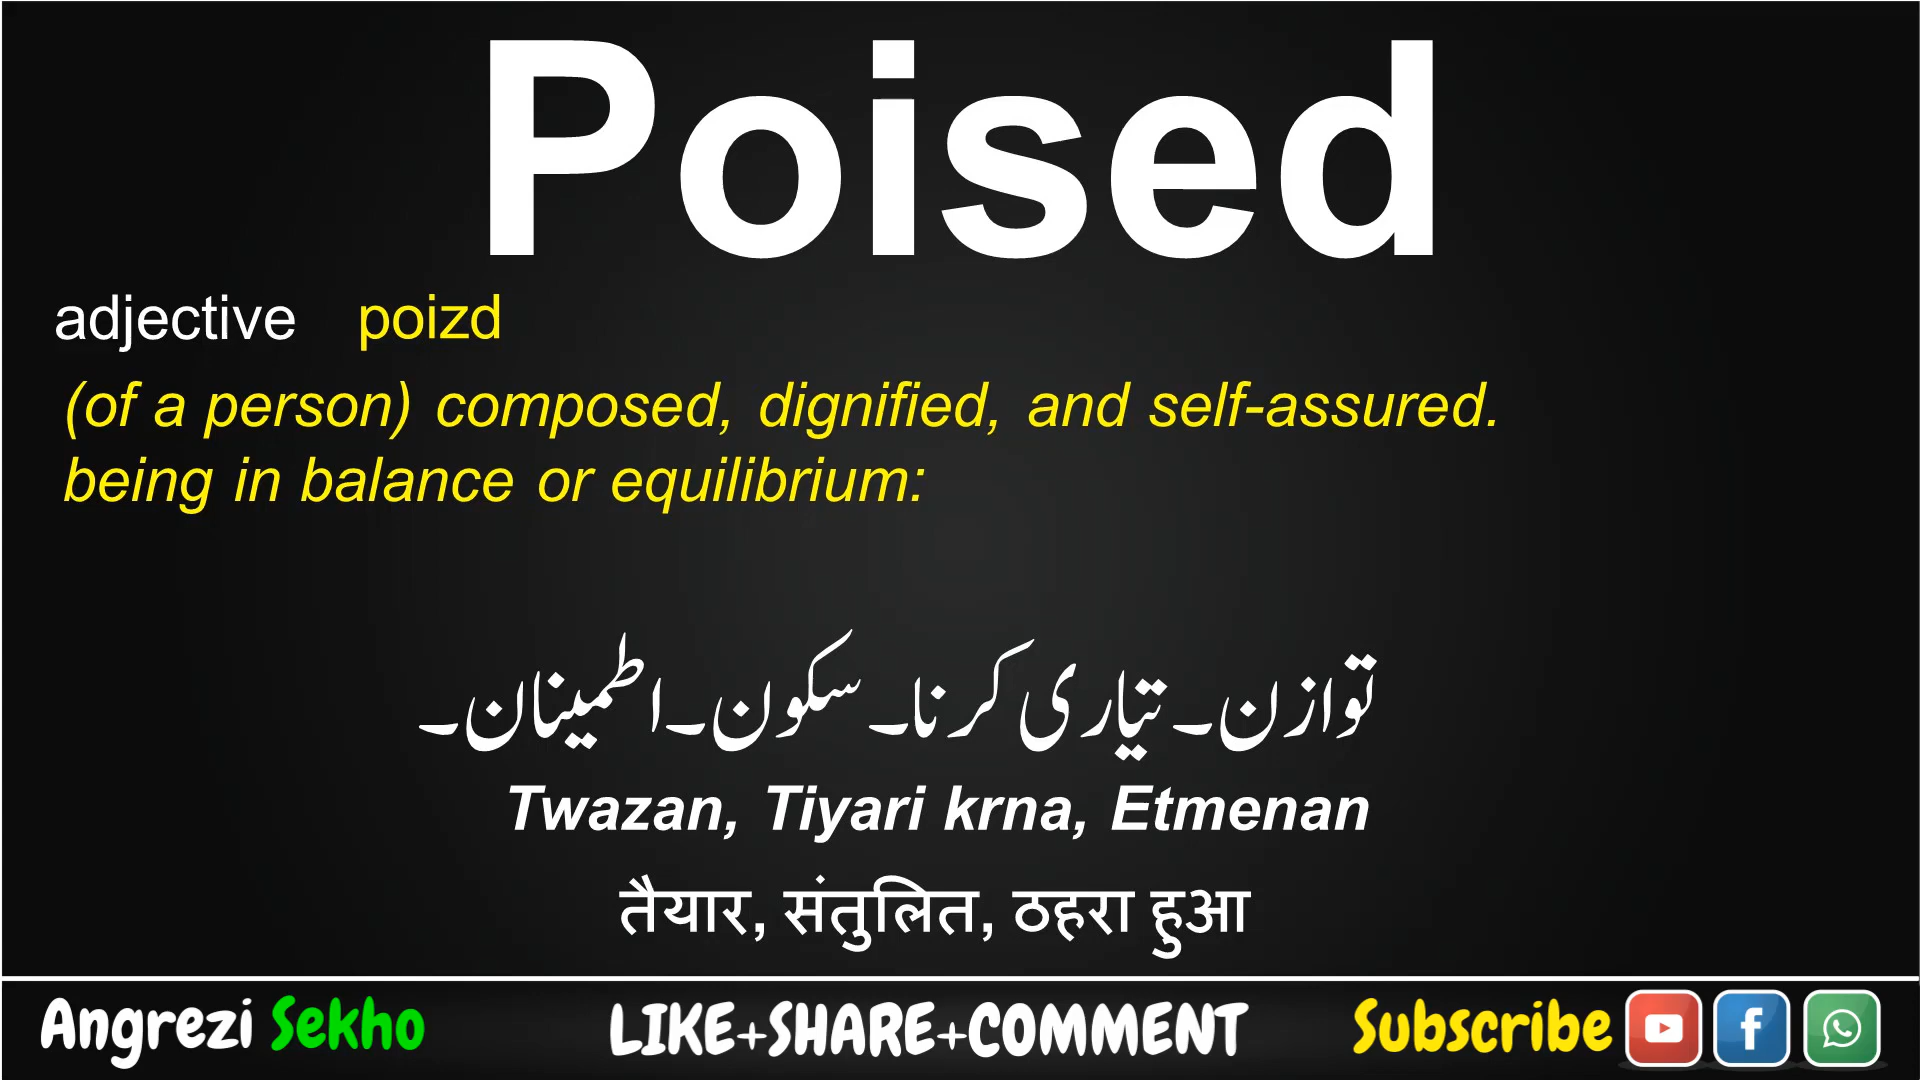 Poised
adjective poizd
(of a person) composed, dignified, and self-assured.
being in balance or equilibrium:
توازن۔ تیاری کرنا۔ سکون۔ اطمینان۔
Twazan, Tiyari krna, Etmenan
तैयार, संतुलित, ठहरा हुआ
Angrezi Sekho LIKE+SHARE+COMMENT Subscribe